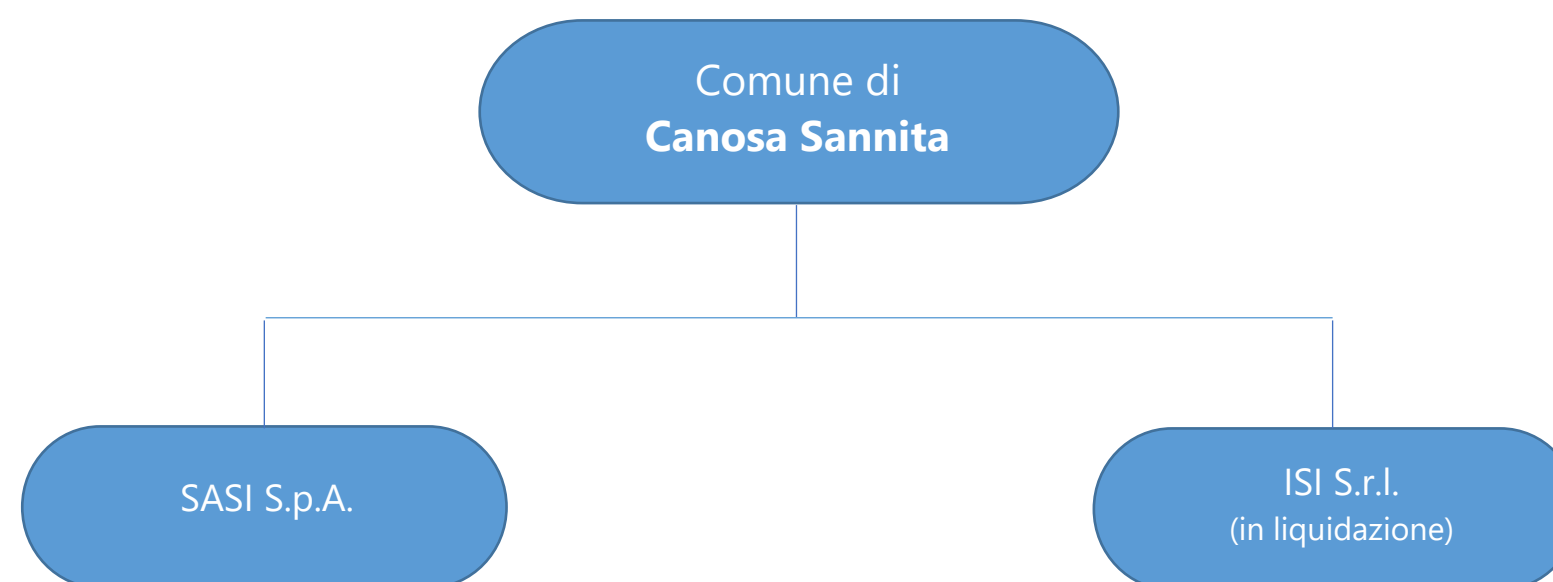 Comune di
Canosa Sannita
SASI S.p.A.
ISI S.r.l.
(in liquidazione)